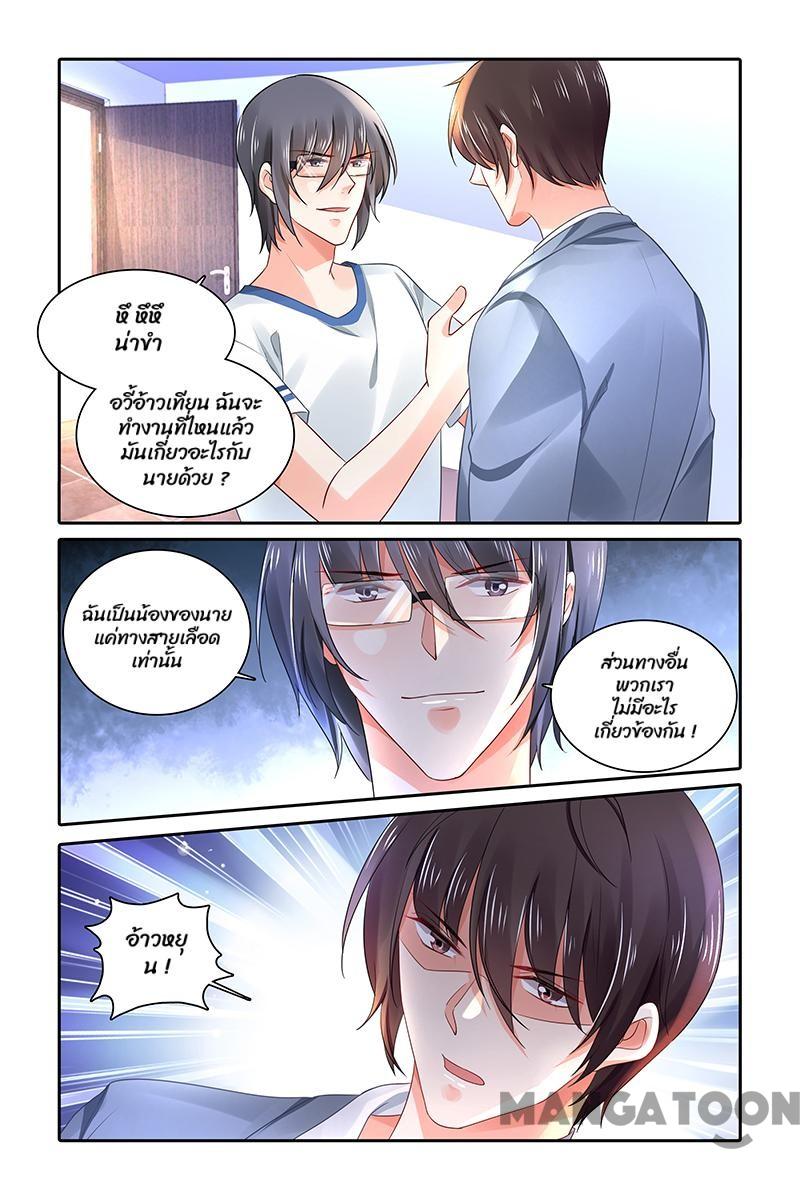 หึ หึหึ
น่าขำ
อวี้อ้าวเทียน ฉันจะ
ทำงานที่ไหนแล้ว
มันเกี่ยวอะไรกับ
นายด้วย ?
ฉันเป็นน้องของนาย
แค่ทางสายเลือด
เท่านั้น
ส่วนทางอื่น
พวกเรา
ไม่มีอะไร
เกี่ยวข้องกัน !
อ้าวหยุ
น !
MANGATOON